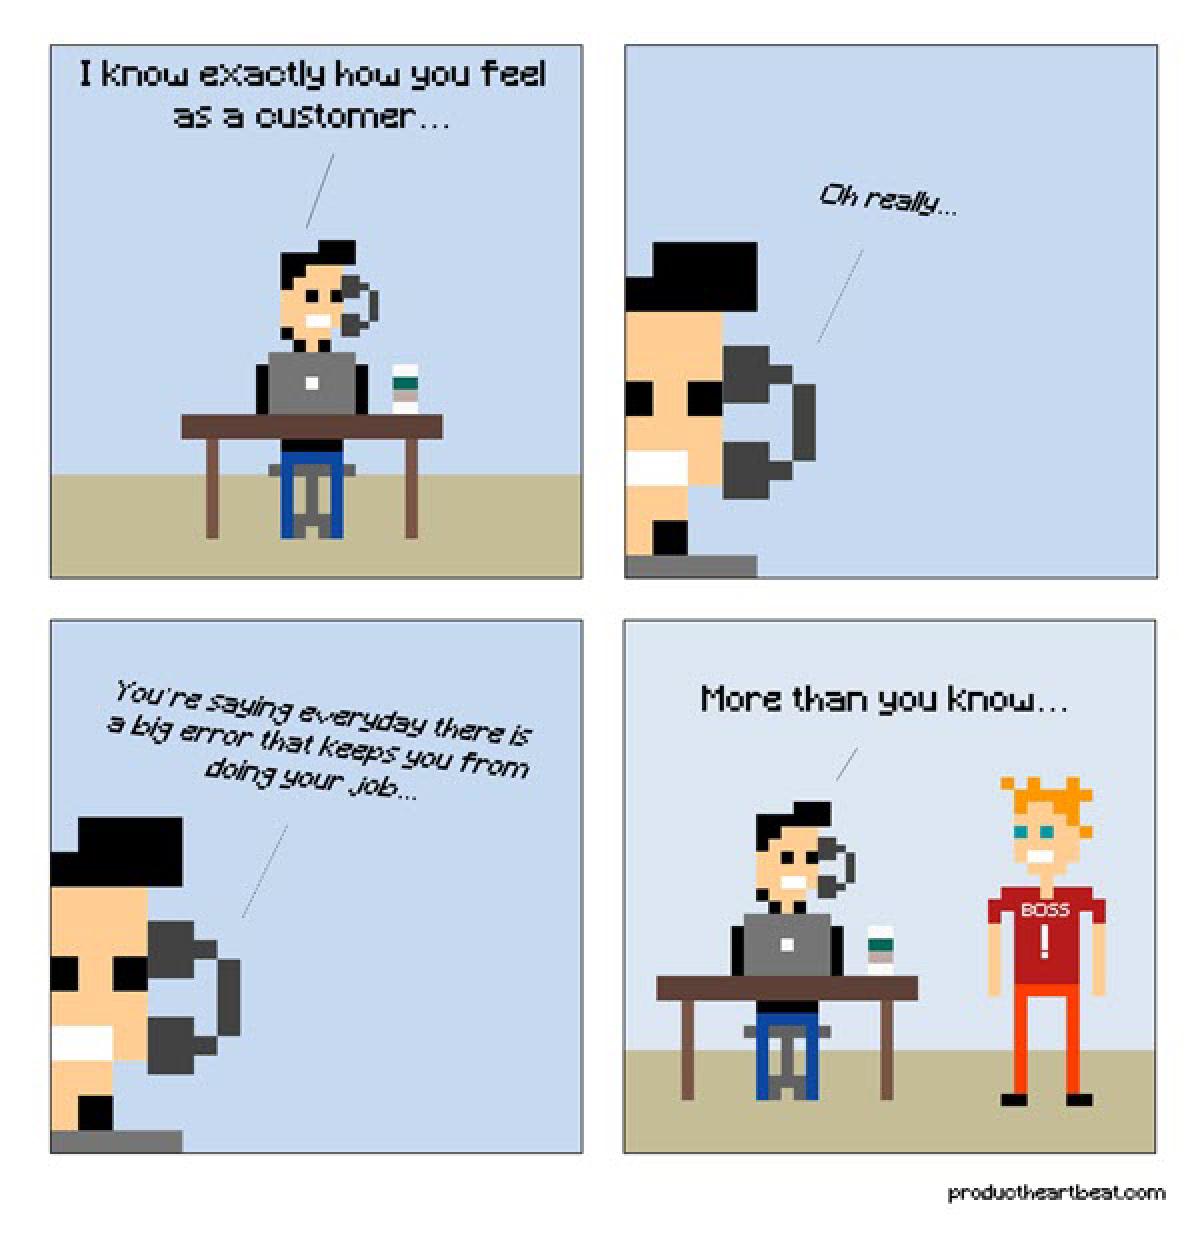 I know exactly how you feel
as a customer...
Oh really...
You're saying everyday there is
a big error that keeps you from
doing your job...
More than you know...
BOSS
!
productheartbeat.com